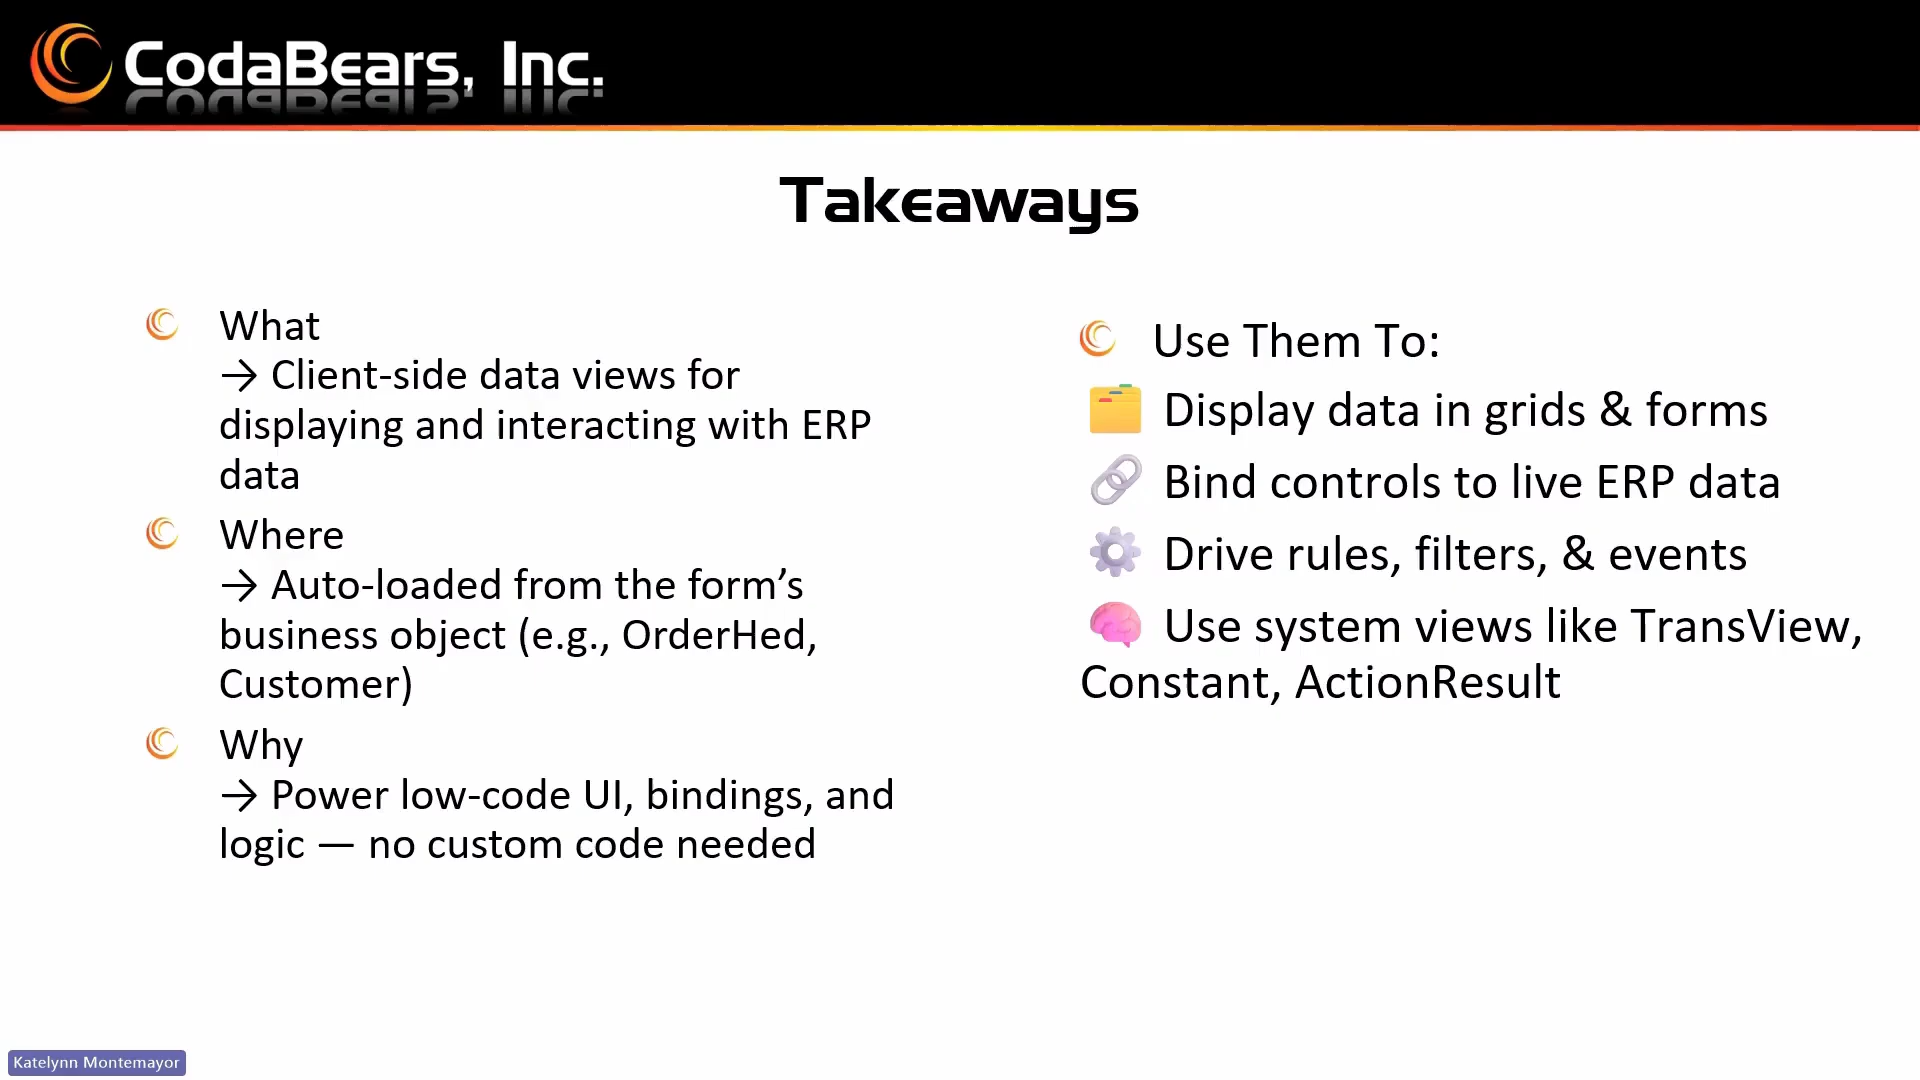 CodaBears, Inc.
Takeaways
What
→ Client-side data views for
displaying and interacting with ERP
data
Where
→ Auto-loaded from the form’s
business object (e.g., OrderHed,
Customer)
Why
→ Power low-code UI, bindings, and
logic — no custom code needed
Use Them To:
Display data in grids & forms
Bind controls to live ERP data
Drive rules, filters, & events
Use system views like TransView,
Constant, ActionResult
Katelynn Montemayor